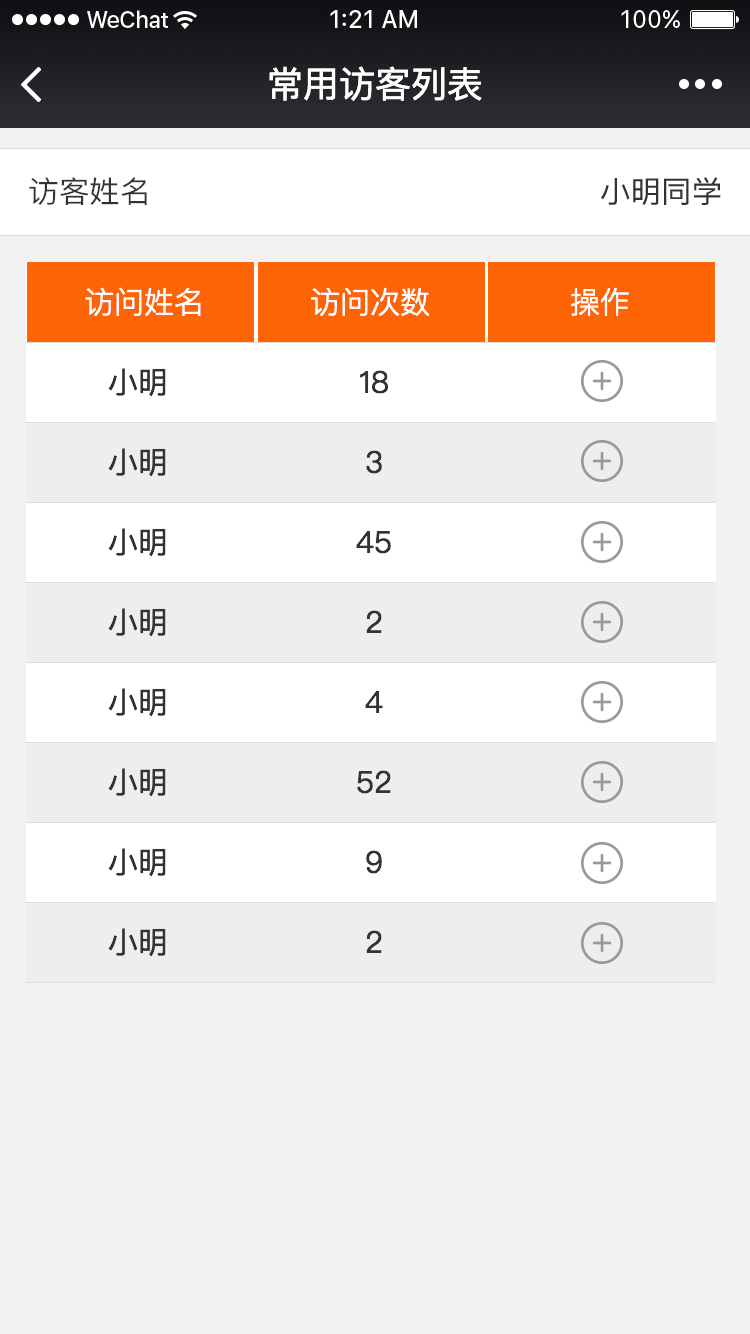 WeChat 1:21 AM 100%
常用访客列表
访客姓名 小明同学
访问姓名 访问次数 操作
小明 18
小明 3
小明 45
小明 2
小明 4
小明 52
小明 9
小明 2